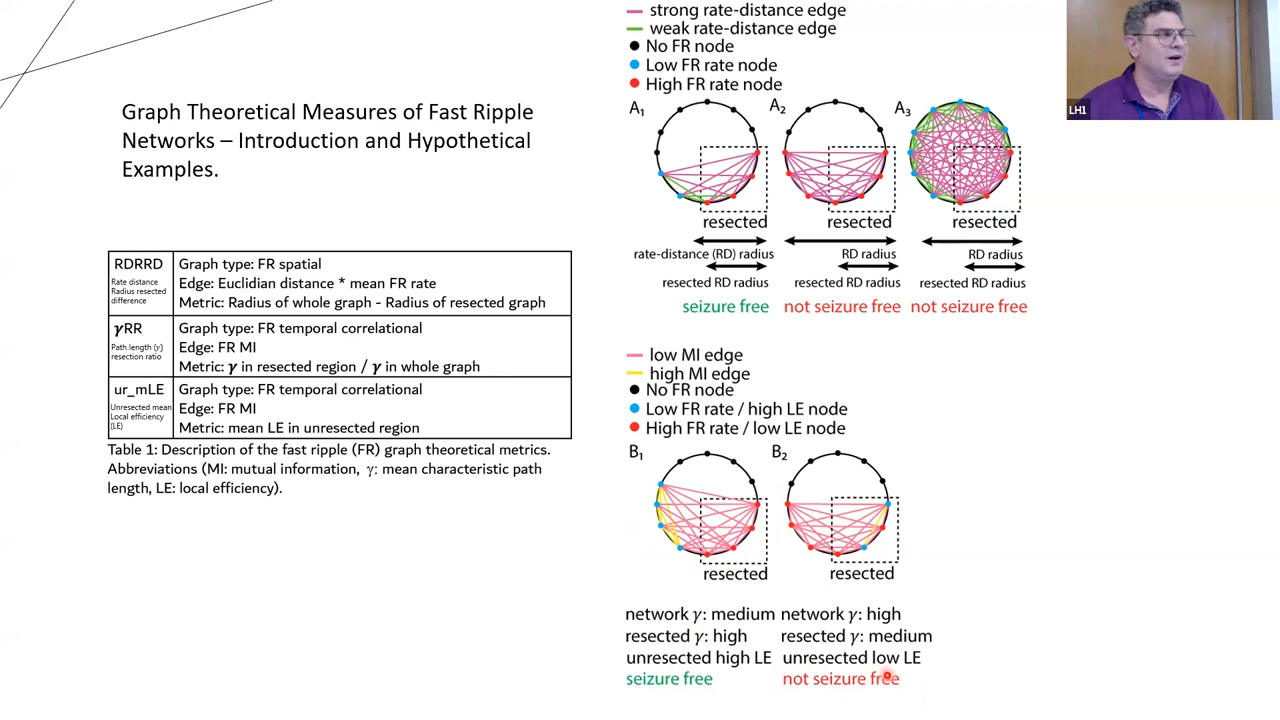 Graph Theoretical Measures of Fast Ripple
Networks – Introduction and Hypothetical
Examples.
RDRRD
Rate distance
Radius resected
difference
Graph type: FR spatial
Edge: Euclidian distance * mean FR rate
Metric: Radius of whole graph - Radius of resected graph
γRR
Path length (γ)
resection ratio
Graph type: FR temporal correlational
Edge: FR MI
Metric: γ in resected region / γ in whole graph
ur_mLE
Unresected mean
Local efficiency
(LE)
Graph type: FR temporal correlational
Edge: FR MI
Metric: mean LE in unresected region
Table 1: Description of the fast ripple (FR) graph theoretical metrics.
Abbreviations (MI: mutual information, γ: mean characteristic path
length, LE: local efficiency).
strong rate-distance edge
weak rate-distance edge
No FR node
Low FR rate node
High FR rate node
A1 A2 A3
resected resected resected
rate-distance (RD) radius RD radius RD radius
resected RD radius resected RD radius resected RD radius
seizure free not seizure free not seizure free
low MI edge
high MI edge
No FR node
Low FR rate / high LE node
High FR rate / low LE node
B1 B2
resected resected
network γ: medium network γ: high
resected γ: high resected γ: medium
unresected high LE unresected low LE
seizure free not seizure free
LH1